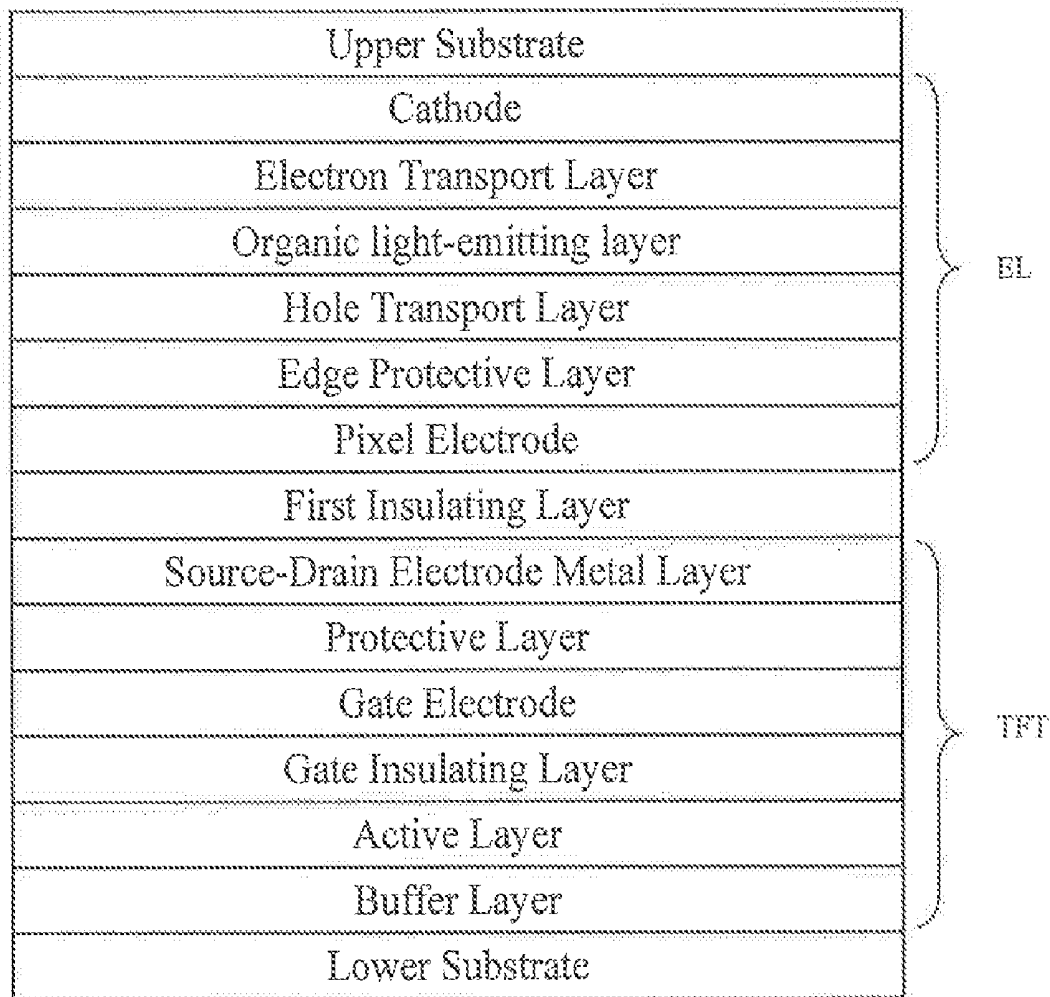 Upper Substrate
Cathode
Electron Transport Layer
Organic light-emitting layer
EL
Hole Transport Layer
Edge Protective Layer
Pixel Electrode
First Insulating Layer
Source-Drain Electrode Metal Layer
Protective Layer
Gate Electrode
TFT
Gate Insulating Layer
Active Layer
Buffer Layer
Lower Substrate